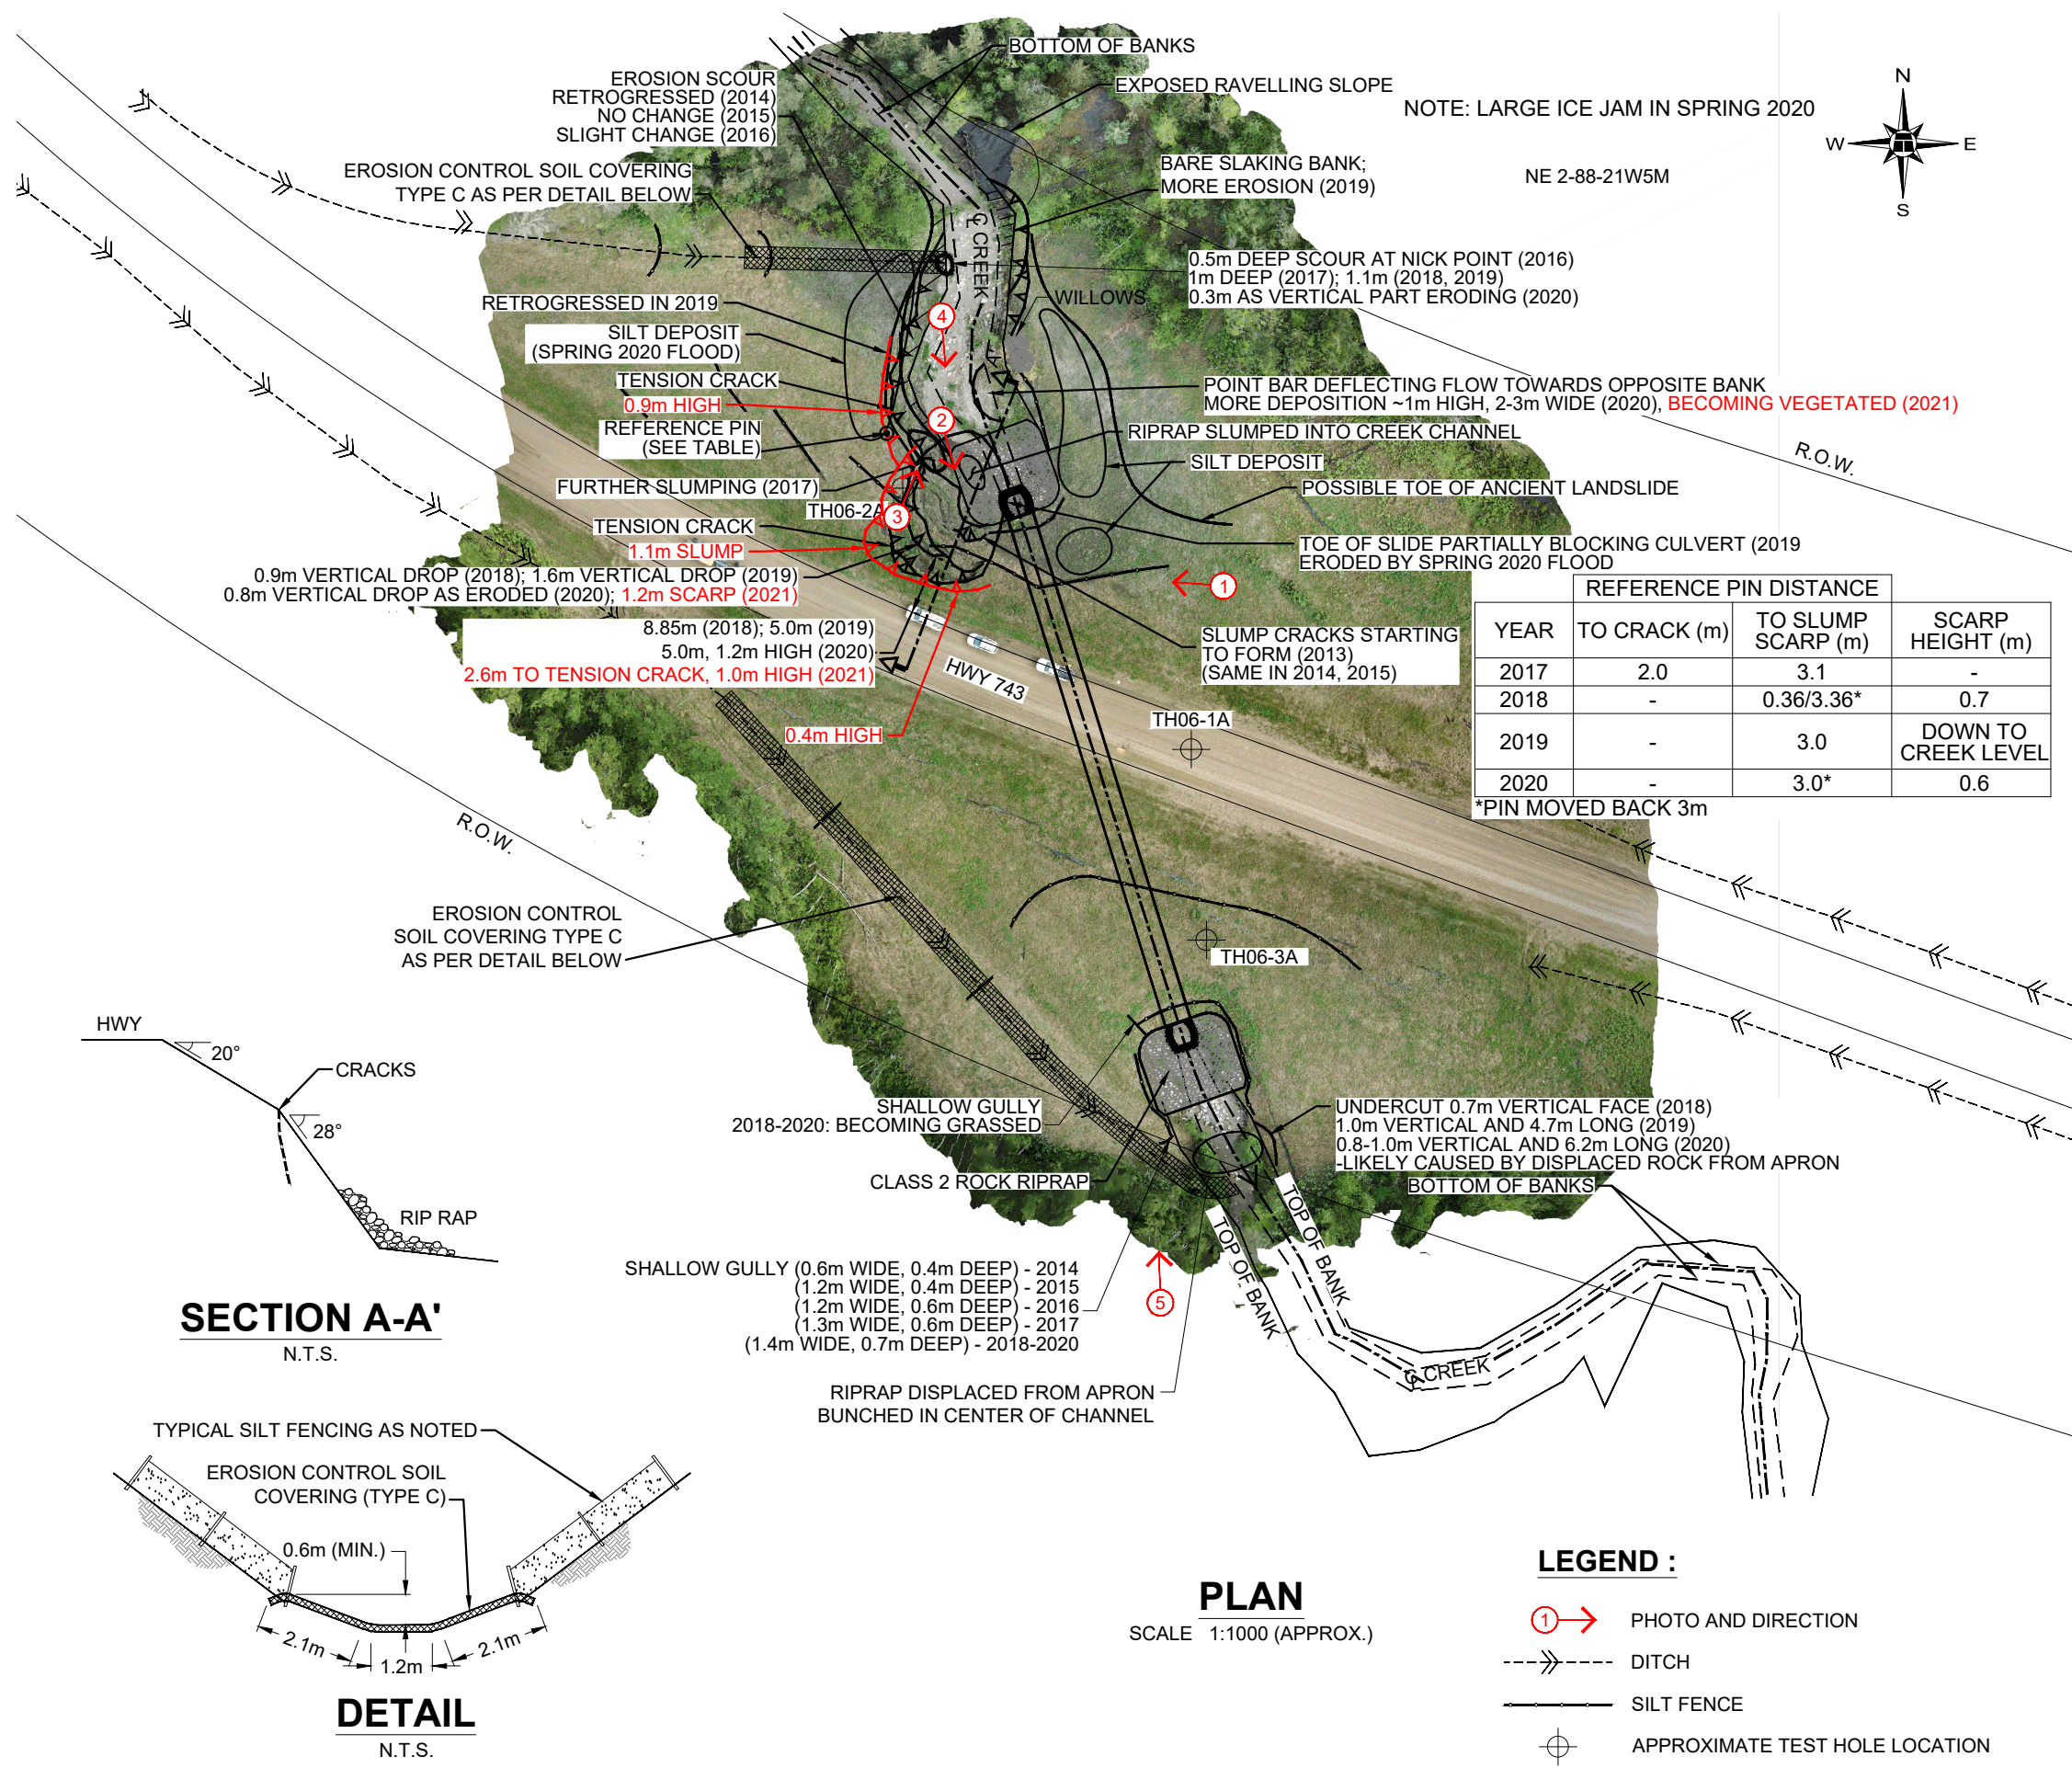 BOTTOM OF BANKS
EROSION SCOUR
RETROGRESSED (2014)
NO CHANGE (2015)
SLIGHT CHANGE (2016)
EXPOSED RAVELLING SLOPE
NOTE: LARGE ICE JAM IN SPRING 2020
N
W
E
S
EROSION CONTROL SOIL COVERING
TYPE C AS PER DETAIL BELOW
BARE SLAKING BANK;
MORE EROSION (2019)
NE 2-88-21W5M
℄ CREEK
0.5m DEEP SCOUR AT NICK POINT (2016)
1m DEEP (2017); 1.1m (2018, 2019)
0.3m AS VERTICAL PART ERODING (2020)
RETROGRESSED IN 2019
WILLOWS
SILT DEPOSIT
(SPRING 2020 FLOOD)
4
TENSION CRACK
0.9m HIGH
POINT BAR DEFLECTING FLOW TOWARDS OPPOSITE BANK
MORE DEPOSITION ~1m HIGH, 2-3m WIDE (2020), BECOMING VEGETATED (2021)
REFERENCE PIN
(SEE TABLE)
2
RIPRAP SLUMPED INTO CREEK CHANNEL
R.O.W.
SILT DEPOSIT
FURTHER SLUMPING (2017)
POSSIBLE TOE OF ANCIENT LANDSLIDE
TH06-2A
3
TENSION CRACK
1.1m SLUMP
TOE OF SLIDE PARTIALLY BLOCKING CULVERT (2019
ERODED BY SPRING 2020 FLOOD
0.9m VERTICAL DROP (2018); 1.6m VERTICAL DROP (2019)
0.8m VERTICAL DROP AS ERODED (2020); 1.2m SCARP (2021)
1
8.85m (2018); 5.0m (2019)
5.0m, 1.2m HIGH (2020)
2.6m TO TENSION CRACK, 1.0m HIGH (2021)
SLUMP CRACKS STARTING
TO FORM (2013)
(SAME IN 2014, 2015)
HWY 743
0.4m HIGH
TH06-1A
REFERENCE PIN DISTANCE
YEAR TO CRACK (m) TO SLUMP SCARP (m) SCARP HEIGHT (m)
2017 2.0 3.1 -
2018 - 0.36/3.36* 0.7
2019 - 3.0 DOWN TO CREEK LEVEL
2020 - 3.0* 0.6
*PIN MOVED BACK 3m
R.O.W.
EROSION CONTROL
SOIL COVERING TYPE C
AS PER DETAIL BELOW
TH06-3A
HWY
20°
CRACKS
28°
RIP RAP
SECTION A-A'
N.T.S.
SHALLOW GULLY
2018-2020: BECOMING GRASSED
CLASS 2 ROCK RIPRAP
UNDERCUT 0.7m VERTICAL FACE (2018)
1.0m VERTICAL AND 4.7m LONG (2019)
0.8-1.0m VERTICAL AND 6.2m LONG (2020)
-LIKELY CAUSED BY DISPLACED ROCK FROM APRON
BOTTOM OF BANKS
TOP OF BANK
TOP OF BANK
SHALLOW GULLY (0.6m WIDE, 0.4m DEEP) - 2014
(1.2m WIDE, 0.4m DEEP) - 2015
(1.2m WIDE, 0.6m DEEP) - 2016
(1.3m WIDE, 0.6m DEEP) - 2017
(1.4m WIDE, 0.7m DEEP) - 2018-2020
5
℄ CREEK
RIPRAP DISPLACED FROM APRON
BUNCHED IN CENTER OF CHANNEL
TYPICAL SILT FENCING AS NOTED
EROSION CONTROL SOIL
COVERING (TYPE C)
0.6m (MIN.)
2.1m
1.2m
2.1m
DETAIL
N.T.S.
PLAN
SCALE 1:1000 (APPROX.)
LEGEND :
1 PHOTO AND DIRECTION
DITCH
SILT FENCE
APPROXIMATE TEST HOLE LOCATION